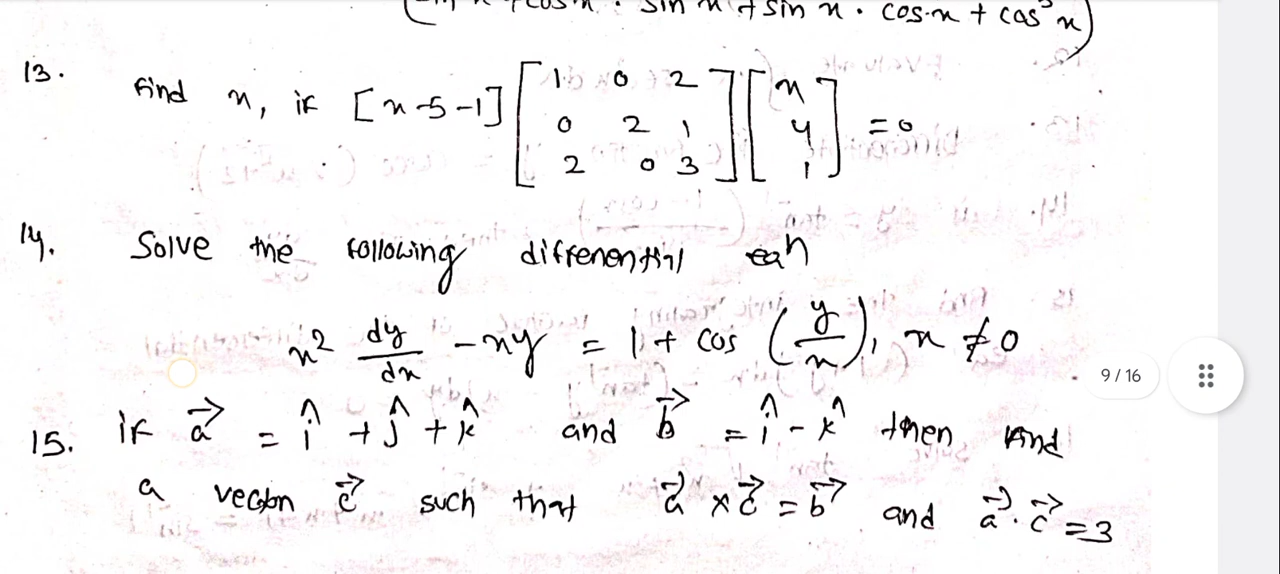 sin x + sin x · cos x + cos³ x)
13. Find x, if [x -5 -1] [1 0 2] [x] = 0
0 2 1 y
2 0 3 1
14. Solve the following differential eqn
x² dy/dx - xy = 1 + cos (y/x), x ≠ 0
9 / 16
15. If a⃗ = î + ĵ + k̂ and b⃗ = î - k̂ then find
a vector c⃗ such that a⃗ × c⃗ = b⃗ and a⃗ · c⃗ = 3